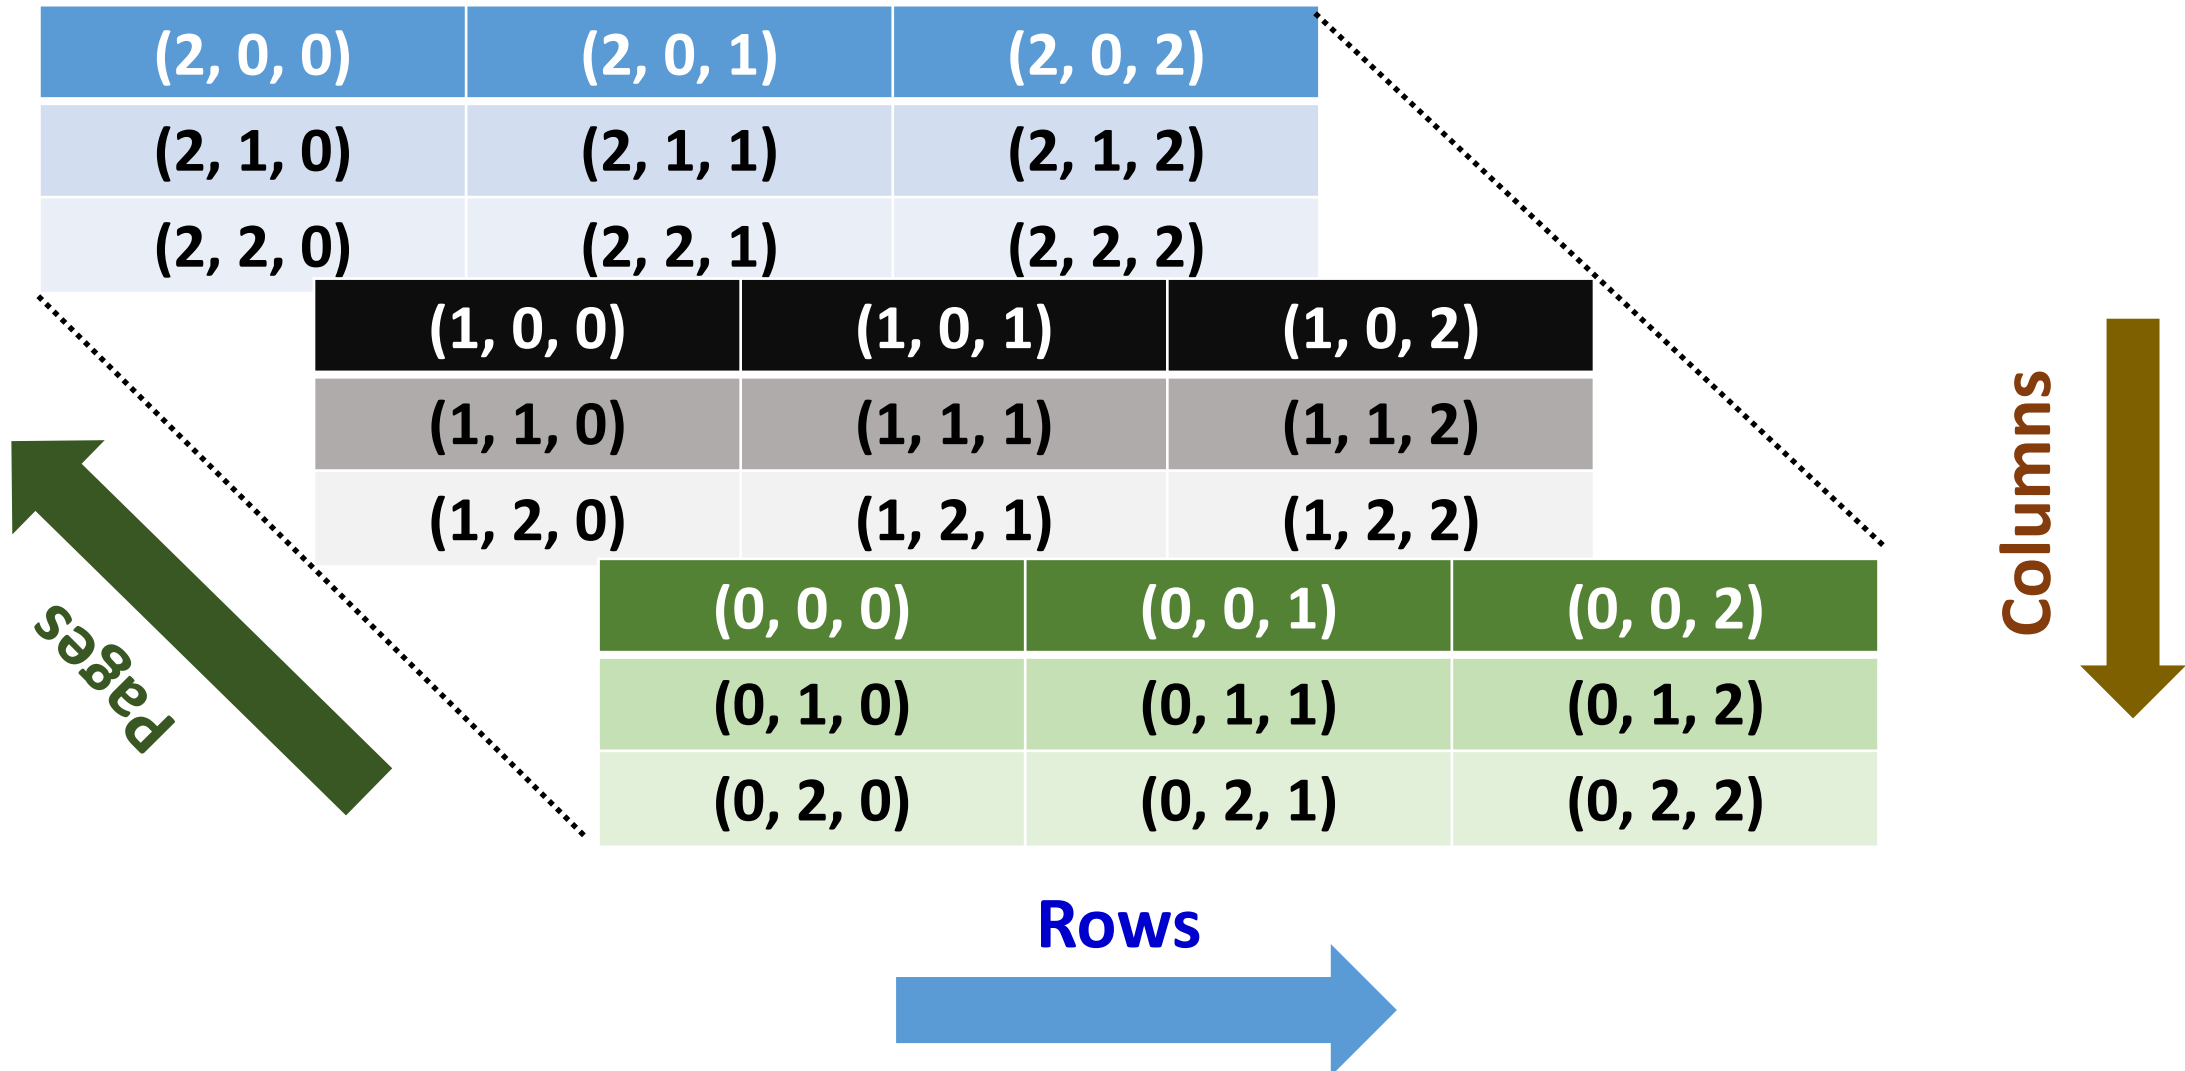 (2, 0, 0) (2, 0, 1) (2, 0, 2)
(2, 1, 0) (2, 1, 1) (2, 1, 2)
(2, 2, 0) (2, 2, 1) (2, 2, 2)
(1, 0, 0) (1, 0, 1) (1, 0, 2)
(1, 1, 0) (1, 1, 1) (1, 1, 2)
(1, 2, 0) (1, 2, 1) (1, 2, 2)
(0, 0, 0) (0, 0, 1) (0, 0, 2)
(0, 1, 0) (0, 1, 1) (0, 1, 2)
(0, 2, 0) (0, 2, 1) (0, 2, 2)
Pages
Columns
Rows